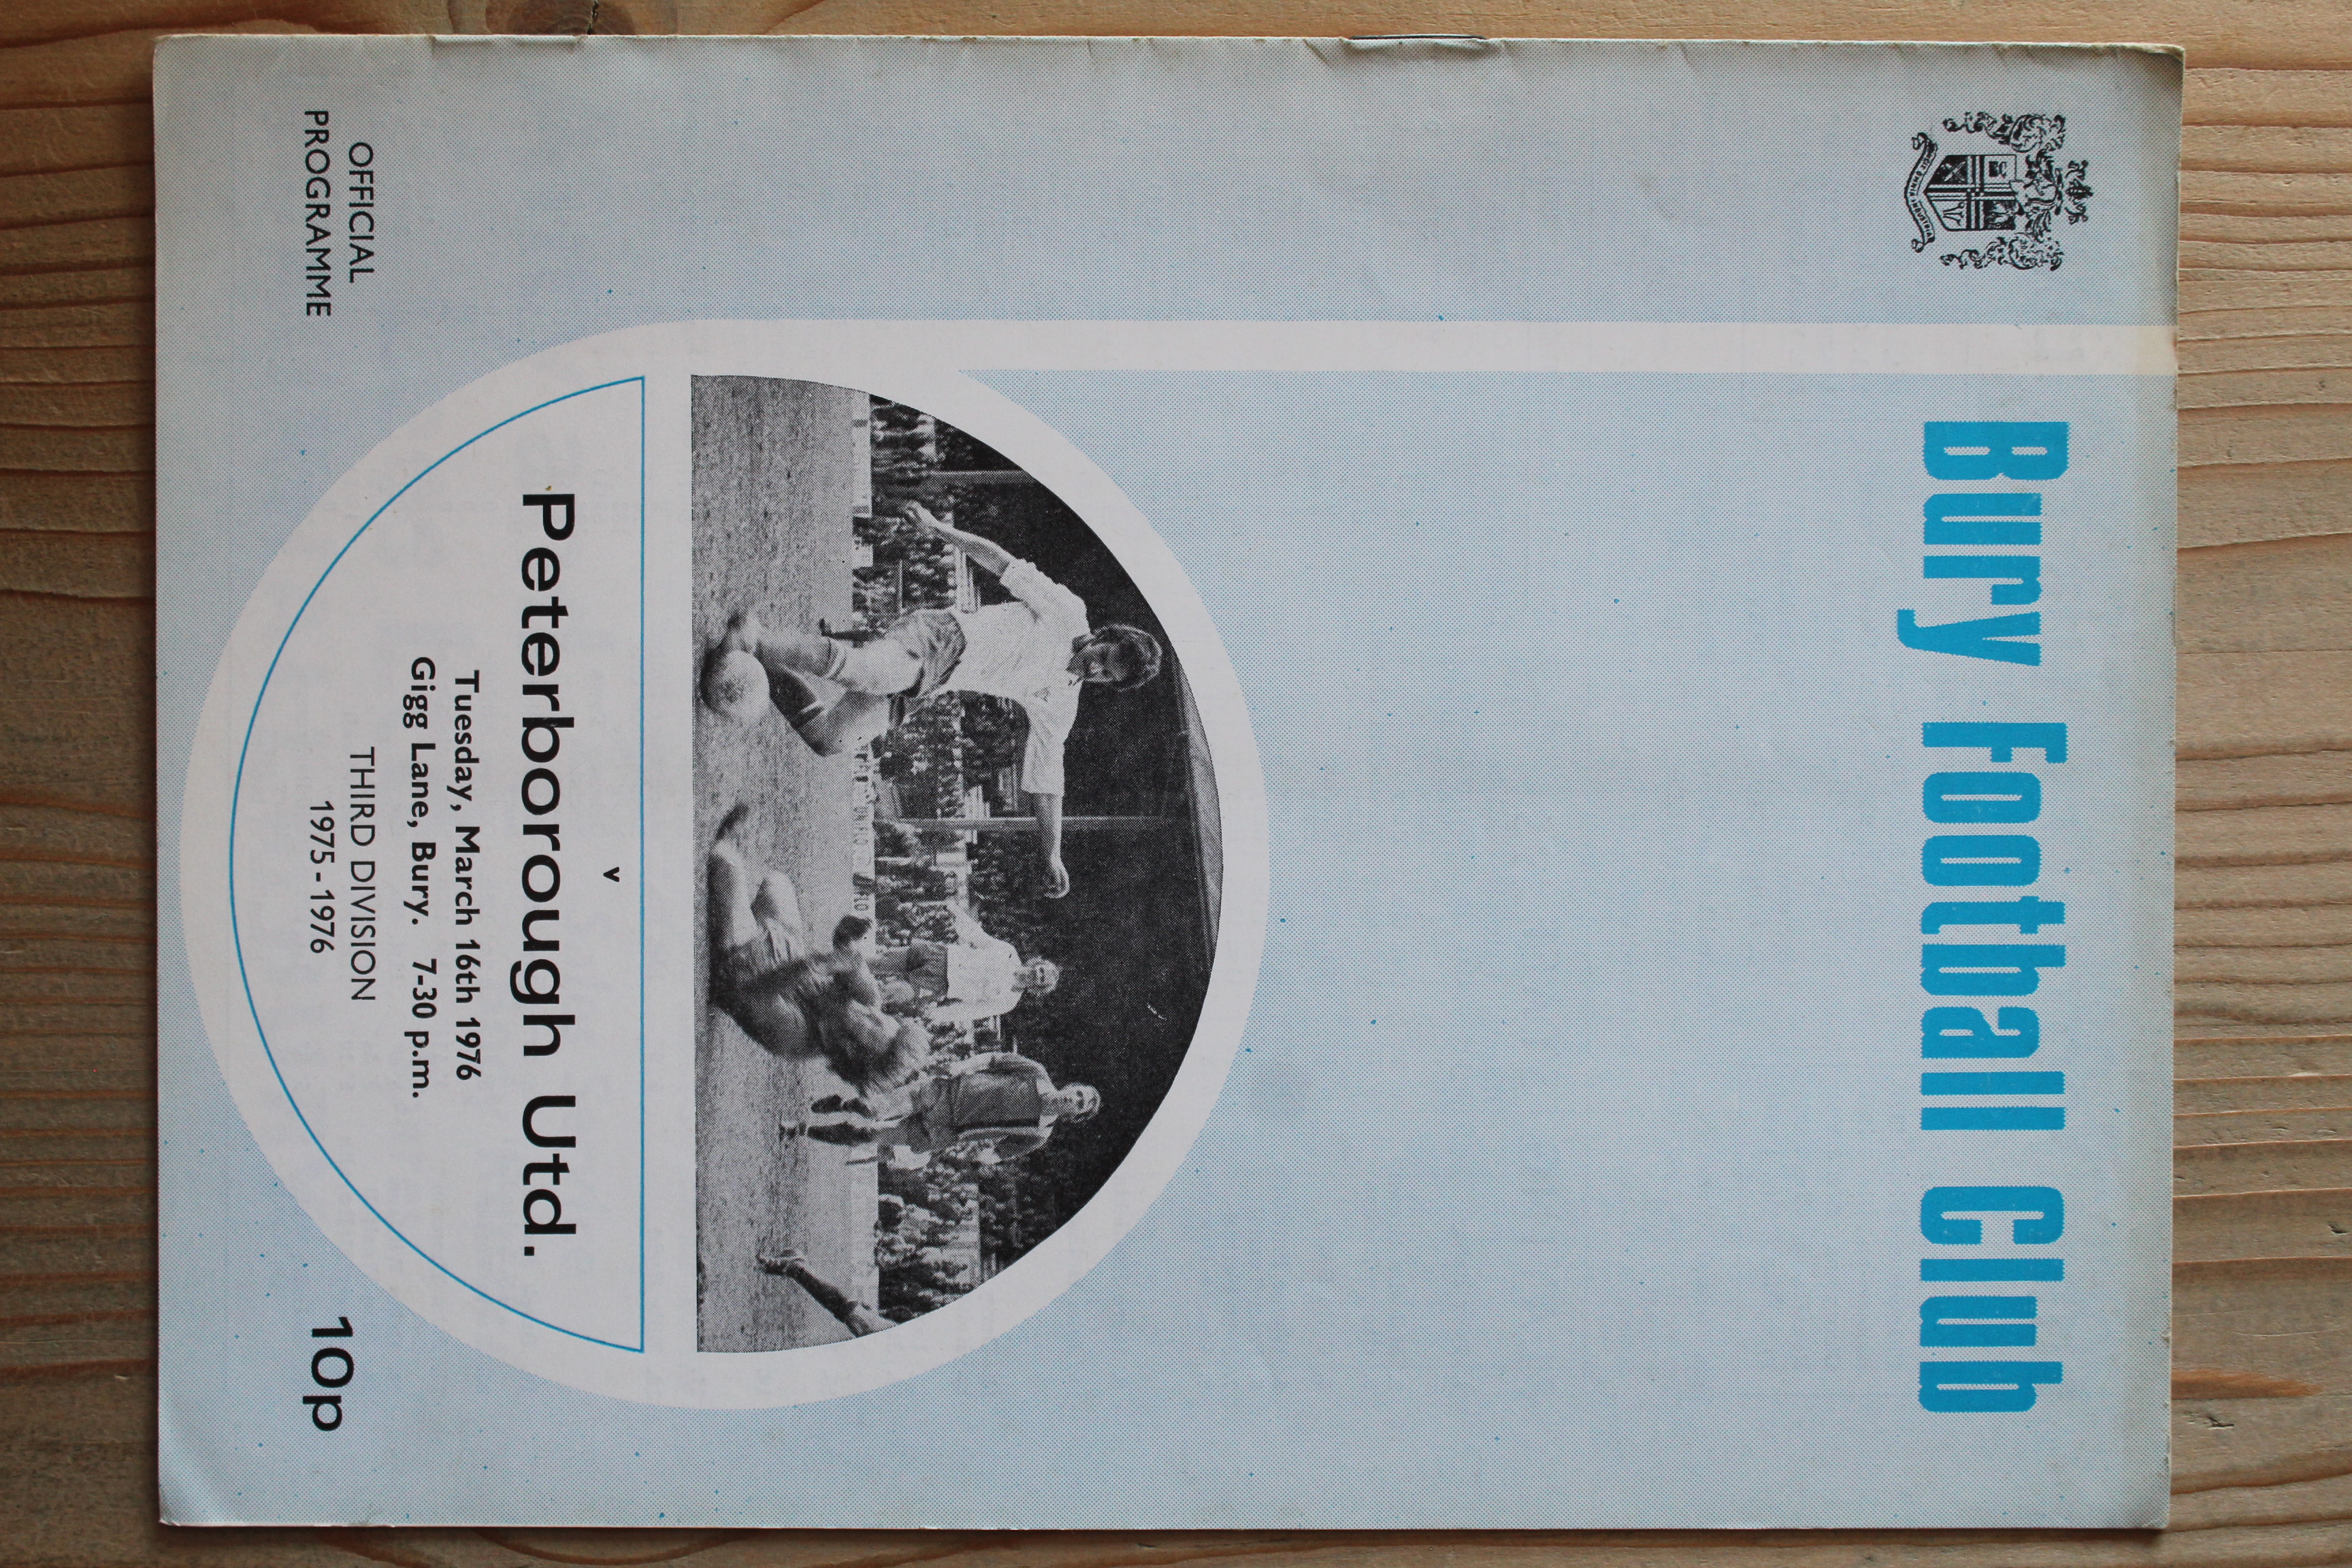 Bury Football Club
v
Peterborough Utd.
Tuesday, March 16th 1976
Gigg Lane, Bury. 7-30 p.m.
THIRD DIVISION
1975 - 1976
OFFICIAL
PROGRAMME
10p